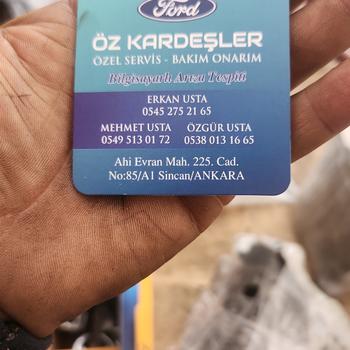 Ford
ÖZ KARDEŞLER
ÖZEL SERVİS - BAKIM ONARIM
Bilgisayarlı Arıza Tespiti
ERKAN USTA
0545 275 21 65
MEHMET USTA ÖZGÜR USTA
0549 513 01 72 0538 013 16 65
Ahi Evran Mah. 225. Cad.
No:85/A1 Sincan/ANKARA